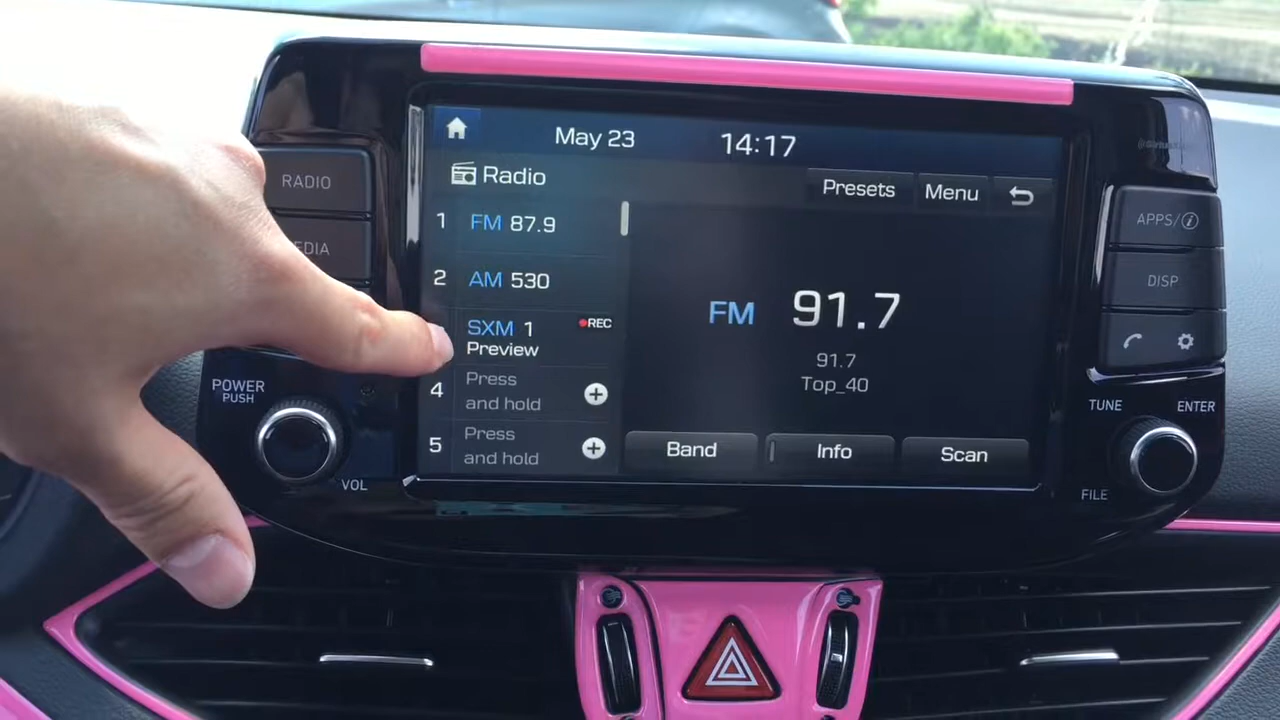 May 23
14:17
Radio
Presets
Menu
RADIO
EDIA
1 FM 87.9
2 AM 530
SXM 1 REC
Preview
4 Press
and hold
5 Press
and hold
FM 91.7
91.7
Top_40
Band
Info
Scan
APPS/i
DISP
POWER
PUSH
VOL
TUNE
ENTER
FILE